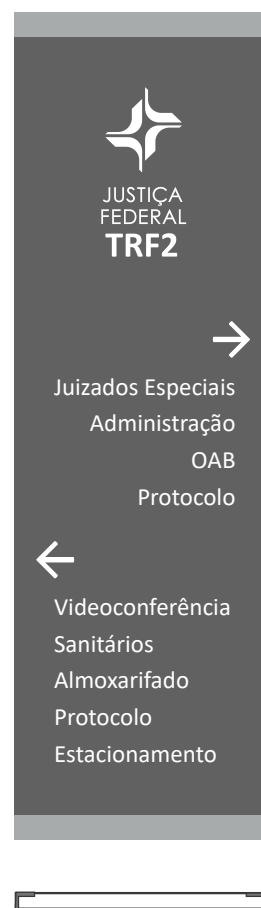 JUSTIÇA
FEDERAL
TRF2
Juizados Especiais
Administração
OAB
Protocolo
Videoconferência
Sanitários
Almoxarifado
Protocolo
Estacionamento